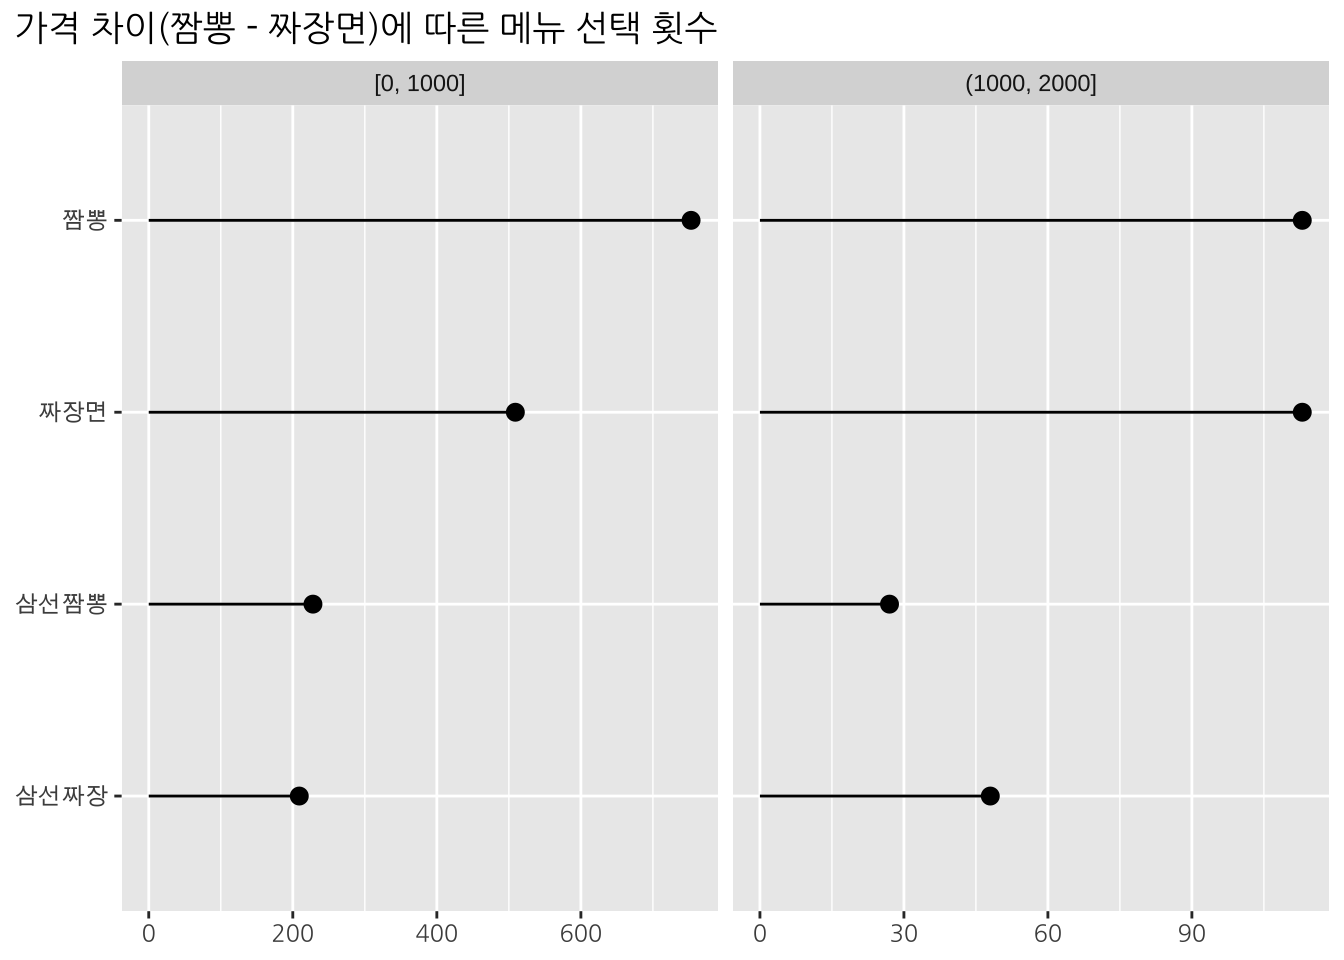 가격 차이(짬뽕 - 짜장면)에 따른 메뉴 선택 횟수
[0, 1000]
(1000, 2000]
짬뽕
짜장면
삼선짬뽕
삼선짜장
0 200 400 600
0 30 60 90